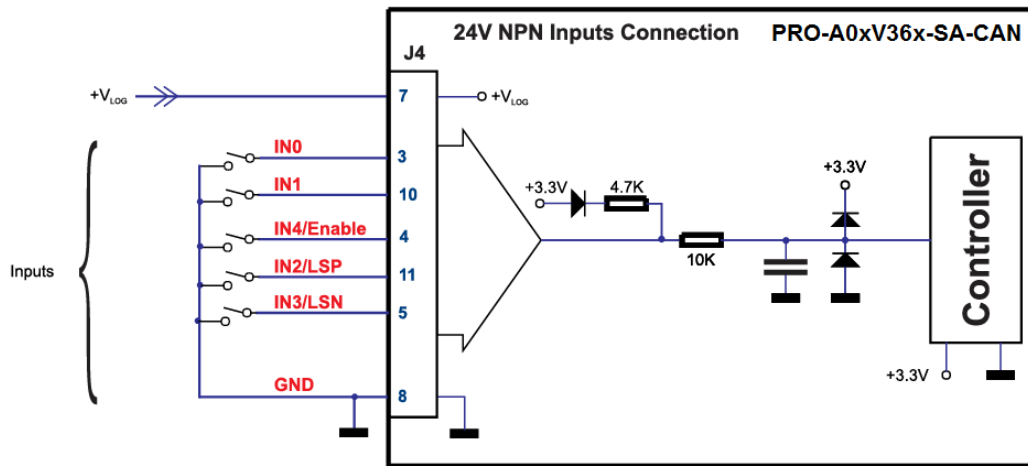 24V NPN Inputs Connection PRO-A0xV36x-SA-CAN
J4
+VLOG 7 +VLOG
IN0 3
IN1 10
IN4/Enable 4
IN2/LSP 11
IN3/LSN 5
GND 8
Inputs
+3.3V 4.7K
10K
+3.3V
Controller
+3.3V